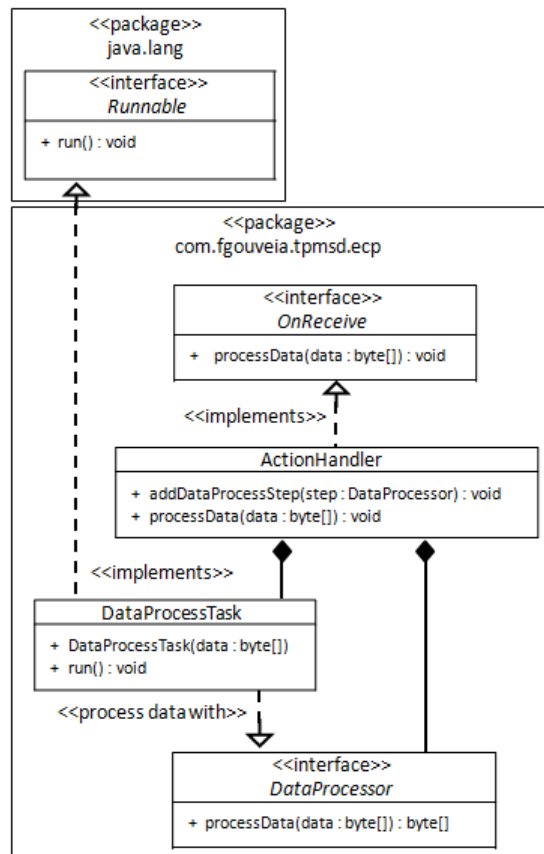 <<package>>
java.lang
<<interface>>
Runnable
+ run() : void
<<package>>
com.fgouveia.tpmsd.ecp
<<interface>>
OnReceive
+ processData(data : byte[]) : void
<<implements>>
ActionHandler
+ addDataProcessStep(step : DataProcessor) : void
+ processData(data : byte[]) : void
<<implements>>
DataProcessTask
+ DataProcessTask(data : byte[])
+ run() : void
<<process data with>>
<<interface>>
DataProcessor
+ processData(data : byte[]) : byte[]